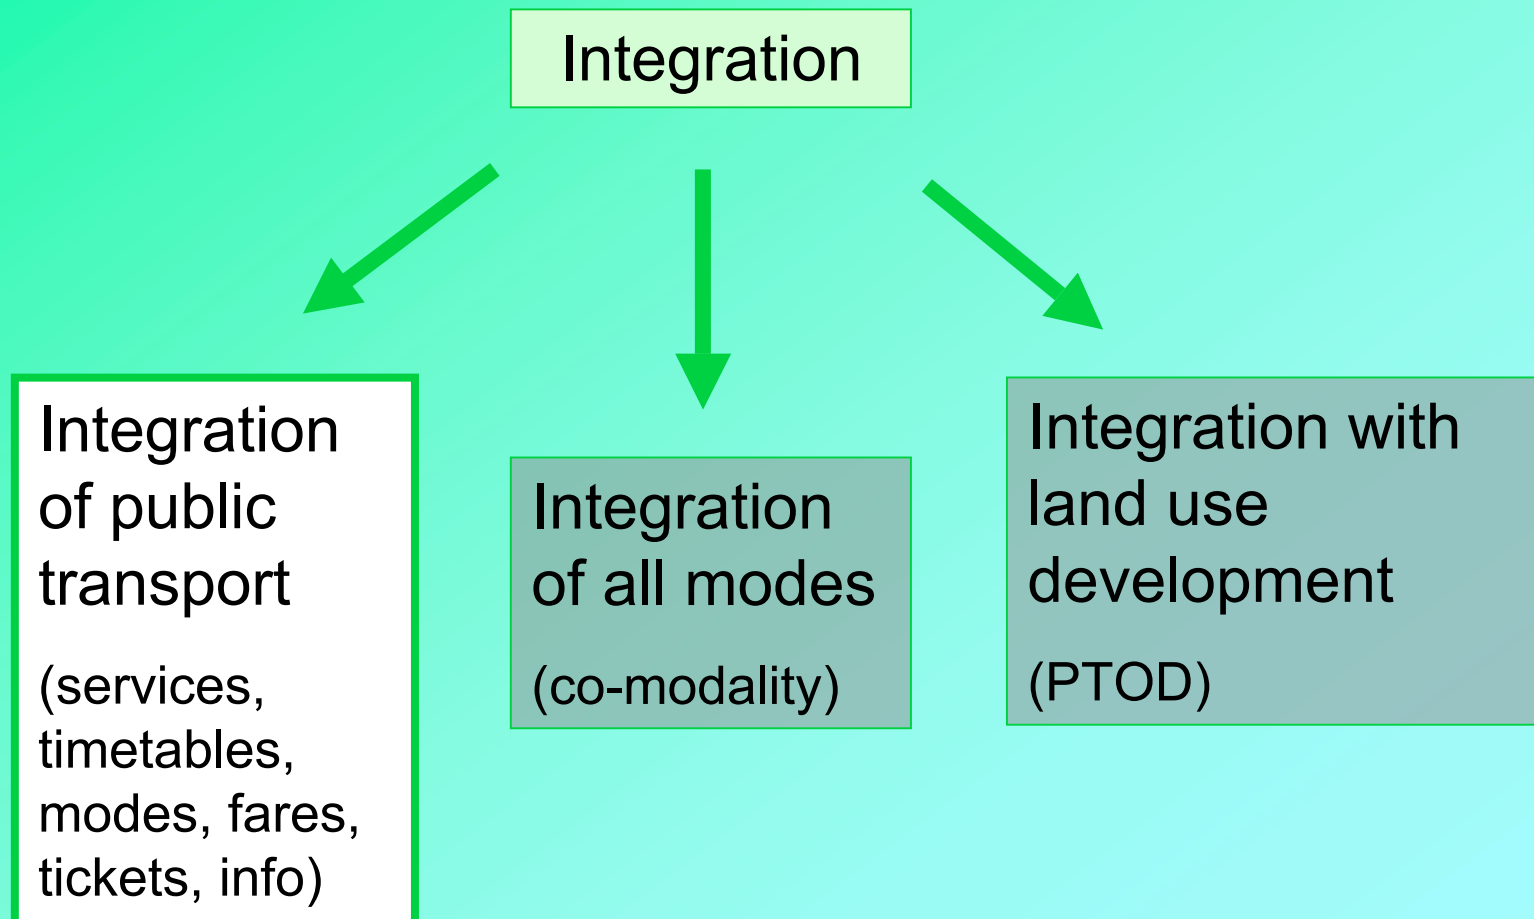 Integration
Integration
of public
transport
(services,
timetables,
modes, fares,
tickets, info)
Integration
of all modes
(co-modality)
Integration with
land use
development
(PTOD)